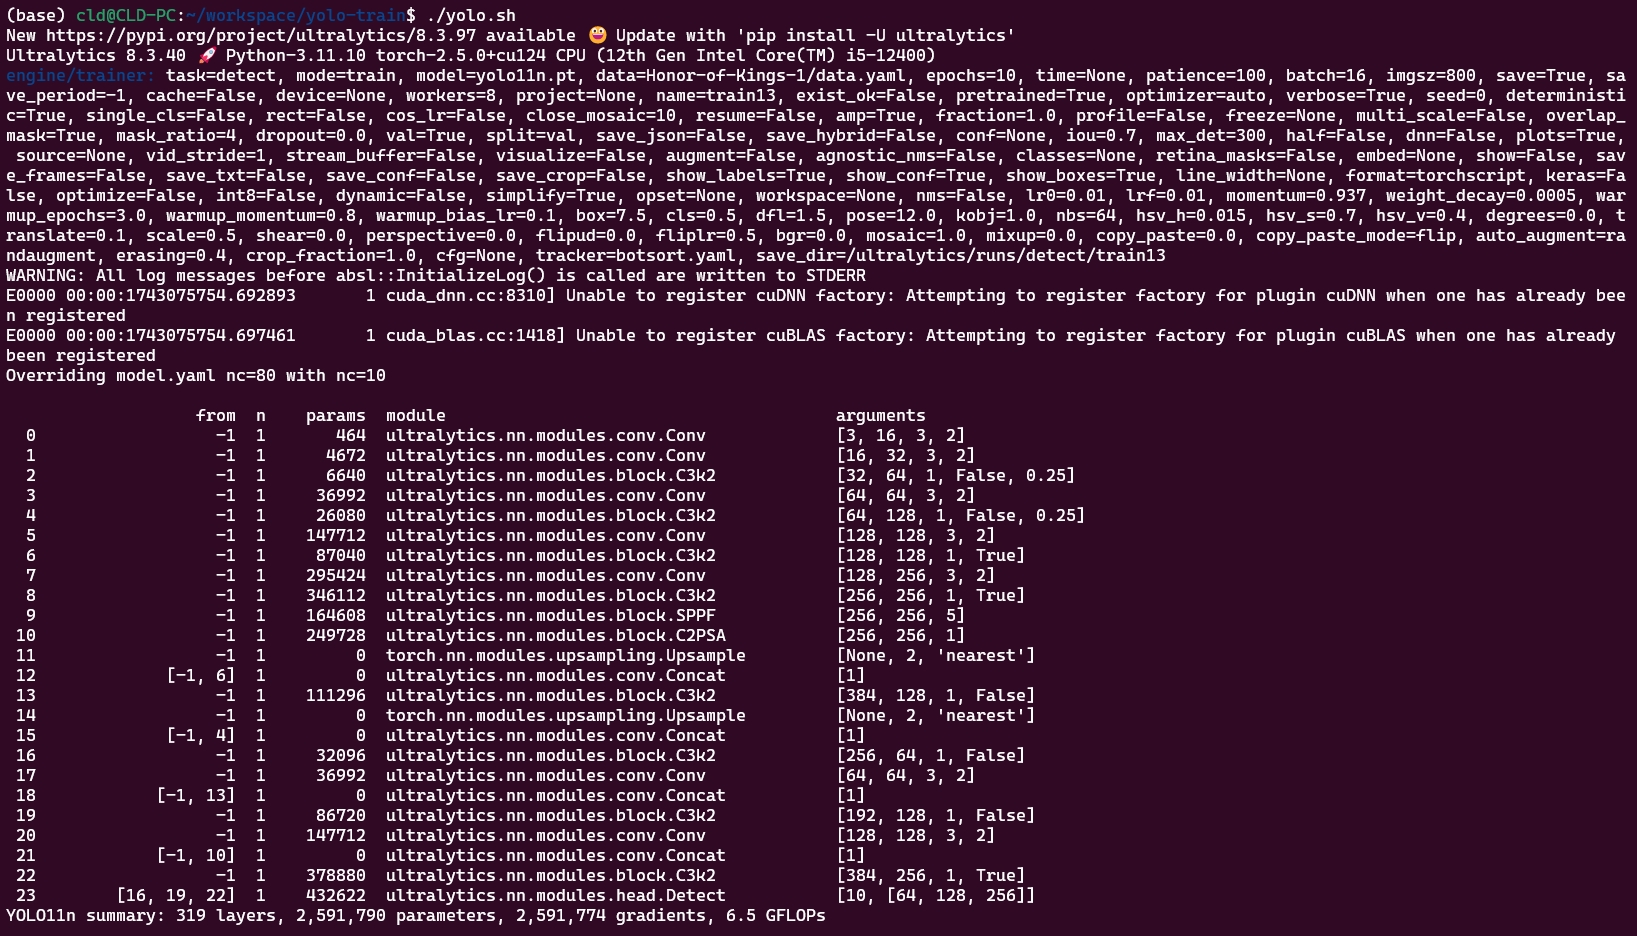 (base) cld@CLD-PC:~/workspace/yolo-train$ ./yolo.sh
New https://pypi.org/project/ultralytics/8.3.97 available 😃 Update with 'pip install -U ultralytics'
Ultralytics 8.3.40 🚀 Python-3.11.10 torch-2.5.0+cu124 CPU (12th Gen Intel Core(TM) i5-12400)
engine/trainer: task=detect, mode=train, model=yolo11n.pt, data=Honor-of-Kings-1/data.yaml, epochs=10, time=None, patience=100, batch=16, imgsz=800, save=True, sa
ve_period=-1, cache=False, device=None, workers=8, project=None, name=train13, exist_ok=False, pretrained=True, optimizer=auto, verbose=True, seed=0, deterministi
c=True, single_cls=False, rect=False, cos_lr=False, close_mosaic=10, resume=False, amp=True, fraction=1.0, profile=False, freeze=None, multi_scale=False, overlap_
mask=True, mask_ratio=4, dropout=0.0, val=True, split=val, save_json=False, save_hybrid=False, conf=None, iou=0.7, max_det=300, half=False, dnn=False, plots=True,
 source=None, vid_stride=1, stream_buffer=False, visualize=False, augment=False, agnostic_nms=False, classes=None, retina_masks=False, embed=None, show=False, sav
e_frames=False, save_txt=False, save_conf=False, save_crop=False, show_labels=True, show_conf=True, show_boxes=True, line_width=None, format=torchscript, keras=Fa
lse, optimize=False, int8=False, dynamic=False, simplify=True, opset=None, workspace=None, nms=False, lr0=0.01, lrf=0.01, momentum=0.937, weight_decay=0.0005, war
mup_epochs=3.0, warmup_momentum=0.8, warmup_bias_lr=0.1, box=7.5, cls=0.5, dfl=1.5, pose=12.0, kobj=1.0, nbs=64, hsv_h=0.015, hsv_s=0.7, hsv_v=0.4, degrees=0.0, t
ranslate=0.1, scale=0.5, shear=0.0, perspective=0.0, flipud=0.0, fliplr=0.5, bgr=0.0, mosaic=1.0, mixup=0.0, copy_paste=0.0, copy_paste_mode=flip, auto_augment=ra
ndaugment, erasing=0.4, crop_fraction=1.0, cfg=None, tracker=botsort.yaml, save_dir=/ultralytics/runs/detect/train13
WARNING: All log messages before absl::InitializeLog() is called are written to STDERR
E0000 00:00:1743075754.692893       1 cuda_dnn.cc:8310] Unable to register cuDNN factory: Attempting to register factory for plugin cuDNN when one has already bee
n registered
E0000 00:00:1743075754.697461       1 cuda_blas.cc:1418] Unable to register cuBLAS factory: Attempting to register factory for plugin cuBLAS when one has already
been registered
Overriding model.yaml nc=80 with nc=10
                   from  n    params  module                                       arguments
  0                  -1  1       464  ultralytics.nn.modules.conv.Conv             [3, 16, 3, 2]
  1                  -1  1      4672  ultralytics.nn.modules.conv.Conv             [16, 32, 3, 2]
  2                  -1  1      6640  ultralytics.nn.modules.block.C3k2            [32, 64, 1, False, 0.25]
  3                  -1  1     36992  ultralytics.nn.modules.conv.Conv             [64, 64, 3, 2]
  4                  -1  1     26080  ultralytics.nn.modules.block.C3k2            [64, 128, 1, False, 0.25]
  5                  -1  1    147712  ultralytics.nn.modules.conv.Conv             [128, 128, 3, 2]
  6                  -1  1     87040  ultralytics.nn.modules.block.C3k2            [128, 128, 1, True]
  7                  -1  1    295424  ultralytics.nn.modules.conv.Conv             [128, 256, 3, 2]
  8                  -1  1    346112  ultralytics.nn.modules.block.C3k2            [256, 256, 1, True]
  9                  -1  1    164608  ultralytics.nn.modules.block.SPPF            [256, 256, 5]
 10                  -1  1    249728  ultralytics.nn.modules.block.C2PSA           [256, 256, 1]
 11                  -1  1         0  torch.nn.modules.upsampling.Upsample         [None, 2, 'nearest']
 12             [-1, 6]  1         0  ultralytics.nn.modules.conv.Concat           [1]
 13                  -1  1    111296  ultralytics.nn.modules.block.C3k2            [384, 128, 1, False]
 14                  -1  1         0  torch.nn.modules.upsampling.Upsample         [None, 2, 'nearest']
 15             [-1, 4]  1         0  ultralytics.nn.modules.conv.Concat           [1]
 16                  -1  1     32096  ultralytics.nn.modules.block.C3k2            [256, 64, 1, False]
 17                  -1  1     36992  ultralytics.nn.modules.conv.Conv             [64, 64, 3, 2]
 18            [-1, 13]  1         0  ultralytics.nn.modules.conv.Concat           [1]
 19                  -1  1     86720  ultralytics.nn.modules.block.C3k2            [192, 128, 1, False]
 20                  -1  1    147712  ultralytics.nn.modules.conv.Conv             [128, 128, 3, 2]
 21            [-1, 10]  1         0  ultralytics.nn.modules.conv.Concat           [1]
 22                  -1  1    378880  ultralytics.nn.modules.block.C3k2            [384, 256, 1, True]
 23        [16, 19, 22]  1    432622  ultralytics.nn.modules.head.Detect           [10, [64, 128, 256]]
YOLO11n summary: 319 layers, 2,591,790 parameters, 2,591,774 gradients, 6.5 GFLOPs